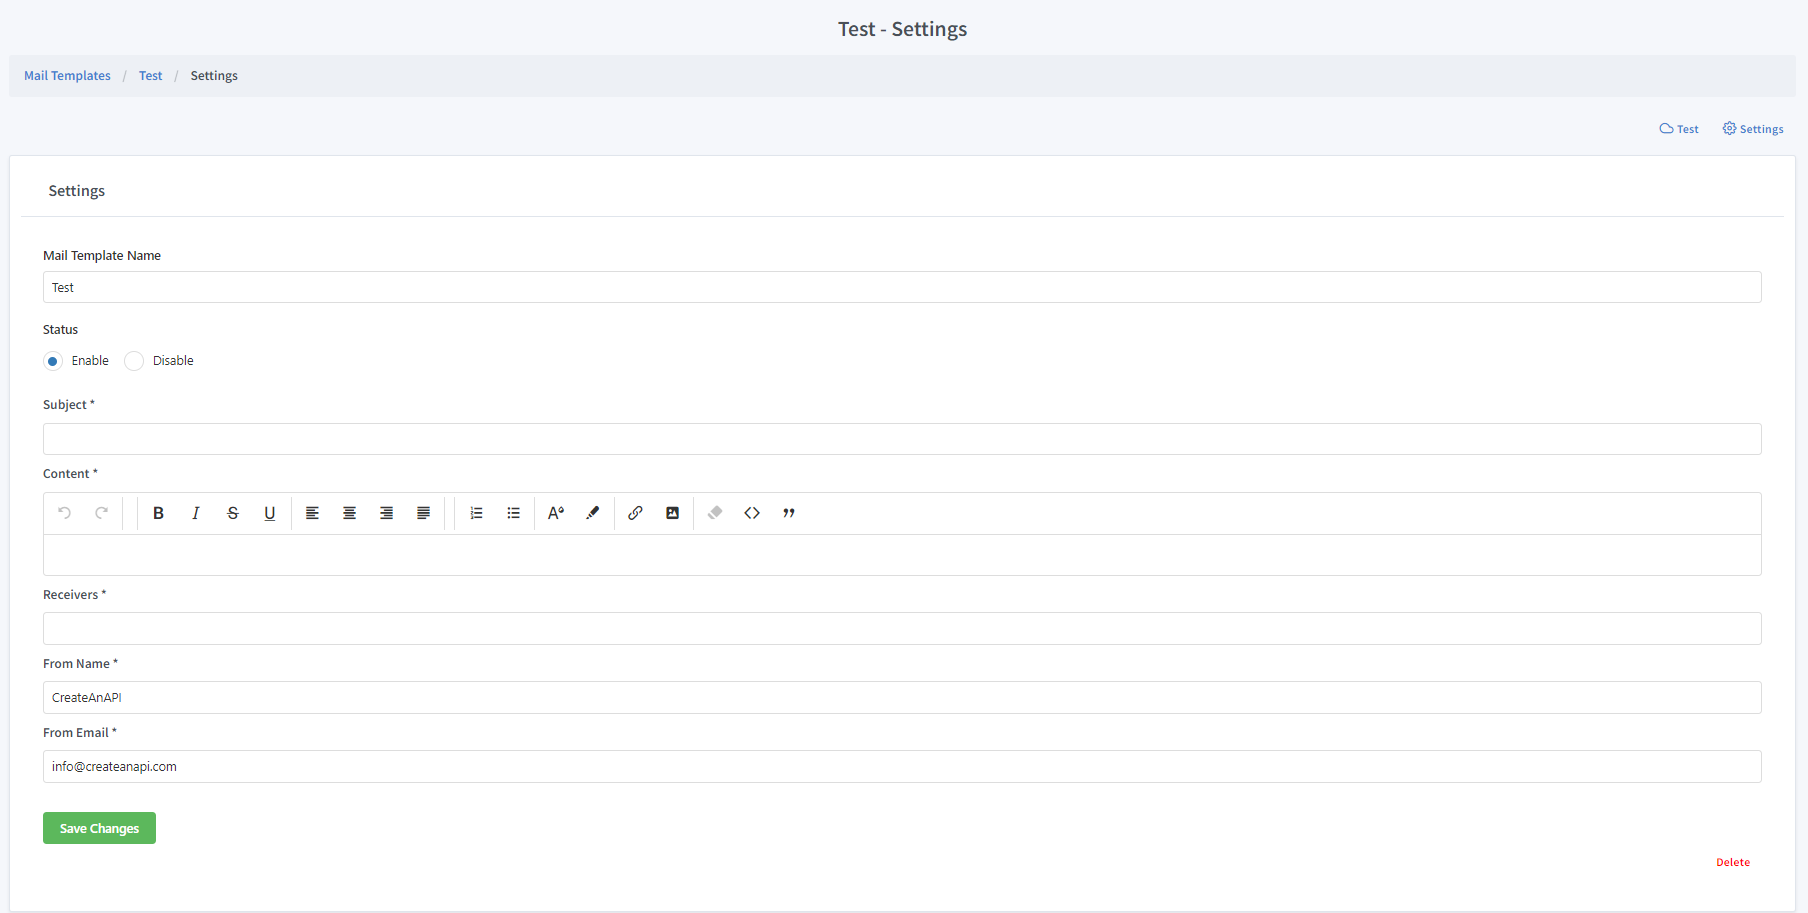 Test - Settings
Mail Templates / Test / Settings
Test Settings
Settings
Mail Template Name
Test
Status
Enable Disable
Subject *
Content *
Receivers *
From Name *
CreateAnAPI
From Email *
info@createanapi.com
Save Changes
Delete